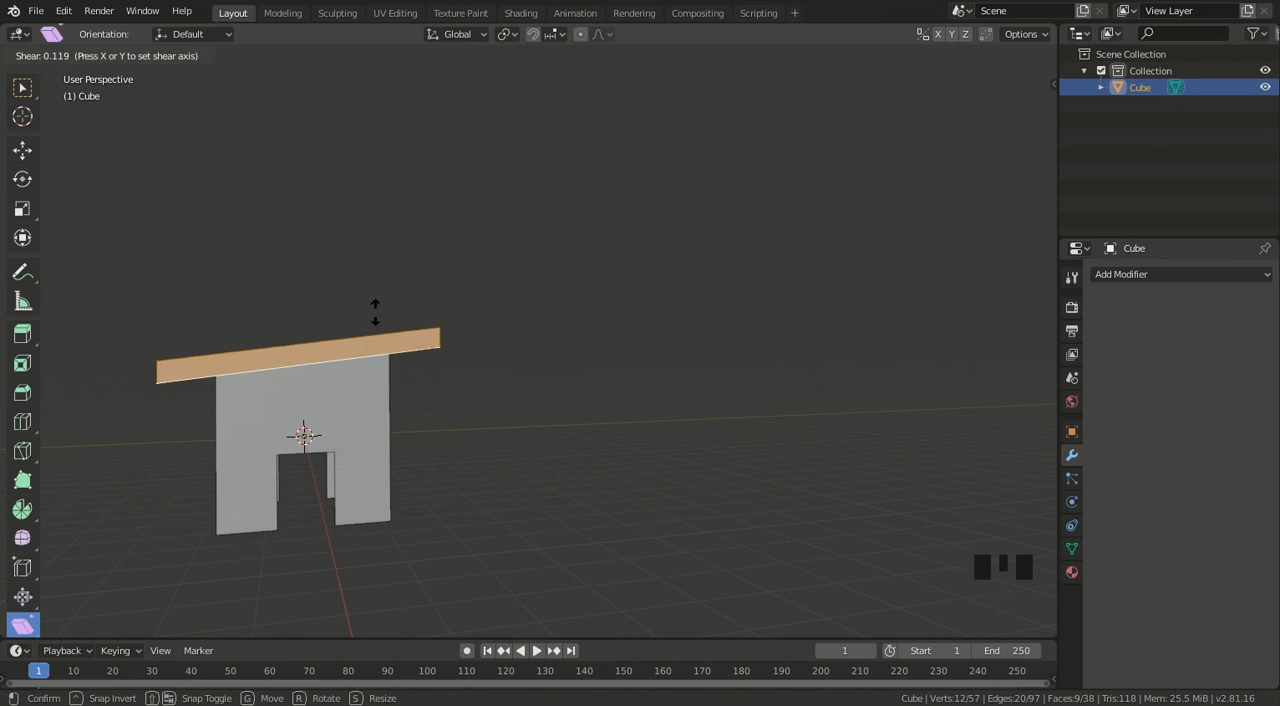 File Edit Render Window Help Layout Modeling Sculpting UV Editing Texture Paint Shading Animation Rendering Compositing Scripting + Scene View Layer
Orientation: Default Global X Y Z Options
Shear: 0.119 (Press X or Y to set shear axis)
Scene Collection
Collection
Cube
User Perspective
(1) Cube
Cube
Add Modifier
Playback Keying View Marker 1 Start 1 End 250
1 10 20 30 40 50 60 70 80 90 100 110 120 130 140 150 160 170 180 190 200 210 220 230 240 250
Confirm Snap Invert Snap Toggle G Move R Rotate S Resize Cube | Verts:12/57 | Edges:20/97 | Faces:9/38 | Tris:118 | Mem: 25.5 MiB | v2.81.16